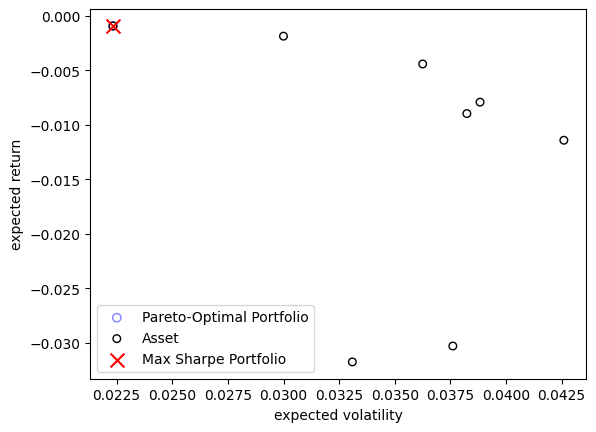 0.000
−0.005
−0.010
−0.015
−0.020
−0.025
−0.030
expected return
Pareto-Optimal Portfolio
Asset
Max Sharpe Portfolio
0.0225 0.0250 0.0275 0.0300 0.0325 0.0350 0.0375 0.0400 0.0425
expected volatility